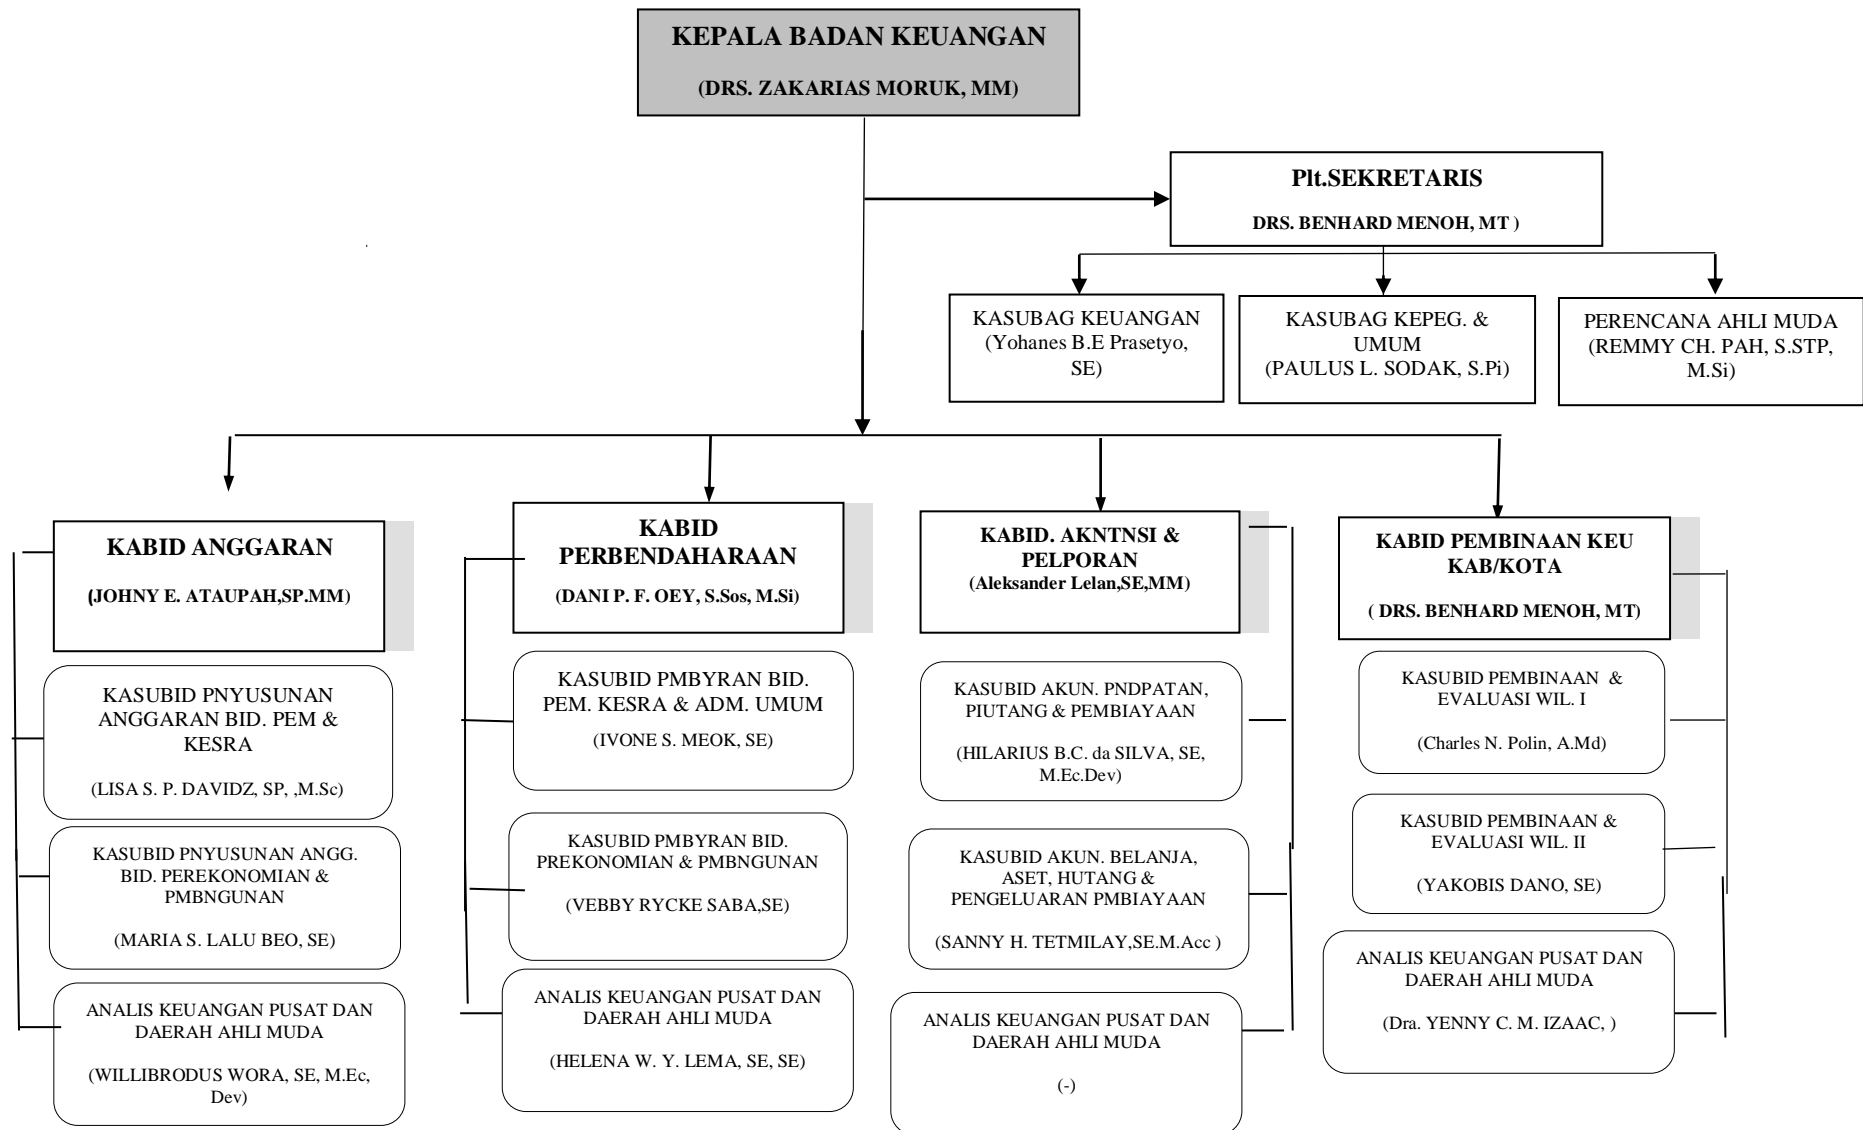 KEPALA BADAN KEUANGAN
(DRS. ZAKARIAS MORUK, MM)
Plt.SEKRETARIS
DRS. BENHARD MENOH, MT )
KASUBAG KEUANGAN
(Yohanes B.E Prasetyo,
SE)
KASUBAG KEPEG. &
UMUM
(PAULUS L. SODAK, S.Pi)
PERENCANA AHLI MUDA
(REMMY CH. PAH, S.STP,
M.Si)
KABID ANGGARAN
(JOHNY E. ATAUPAH,SP.MM)
KASUBID PNYUSUNAN
ANGGARAN BID. PEM &
KESRA
(LISA S. P. DAVIDZ, SP, ,M.Sc)
KASUBID PNYUSUNAN ANGG.
BID. PEREKONOMIAN &
PMBNGUNAN
(MARIA S. LALU BEO, SE)
ANALIS KEUANGAN PUSAT DAN
DAERAH AHLI MUDA
(WILLIBRODUS WORA, SE, M.Ec,
Dev)
KABID
PERBENDAHARAAN
(DANI P. F. OEY, S.Sos, M.Si)
KASUBID PMBYRAN BID.
PEM. KESRA & ADM. UMUM
(IVONE S. MEOK, SE)
KASUBID PMBYRAN BID.
PREKONOMIAN & PMBNGUNAN
(VEBBY RYCKE SABA,SE)
ANALIS KEUANGAN PUSAT DAN
DAERAH AHLI MUDA
(HELENA W. Y. LEMA, SE, SE)
KABID. AKNTNSI &
PELPORAN
(Aleksander Lelan,SE,MM)
KASUBID AKUN. PNDPATAN,
PIUTANG & PEMBIAYAAN
(HILARIUS B.C. da SILVA, SE,
M.Ec.Dev)
KASUBID AKUN. BELANJA,
ASET, HUTANG &
PENGELUARAN PMBIAYAAN
(SANNY H. TETMILAY,SE.M.Acc )
ANALIS KEUANGAN PUSAT DAN
DAERAH AHLI MUDA
(-)
KABID PEMBINAAN KEU
KAB/KOTA
( DRS. BENHARD MENOH, MT)
KASUBID PEMBINAAN &
EVALUASI WIL. I
(Charles N. Polin, A.Md)
KASUBID PEMBINAAN &
EVALUASI WIL. II
(YAKOBIS DANO, SE)
ANALIS KEUANGAN PUSAT DAN
DAERAH AHLI MUDA
(Dra. YENNY C. M. IZAAC, )